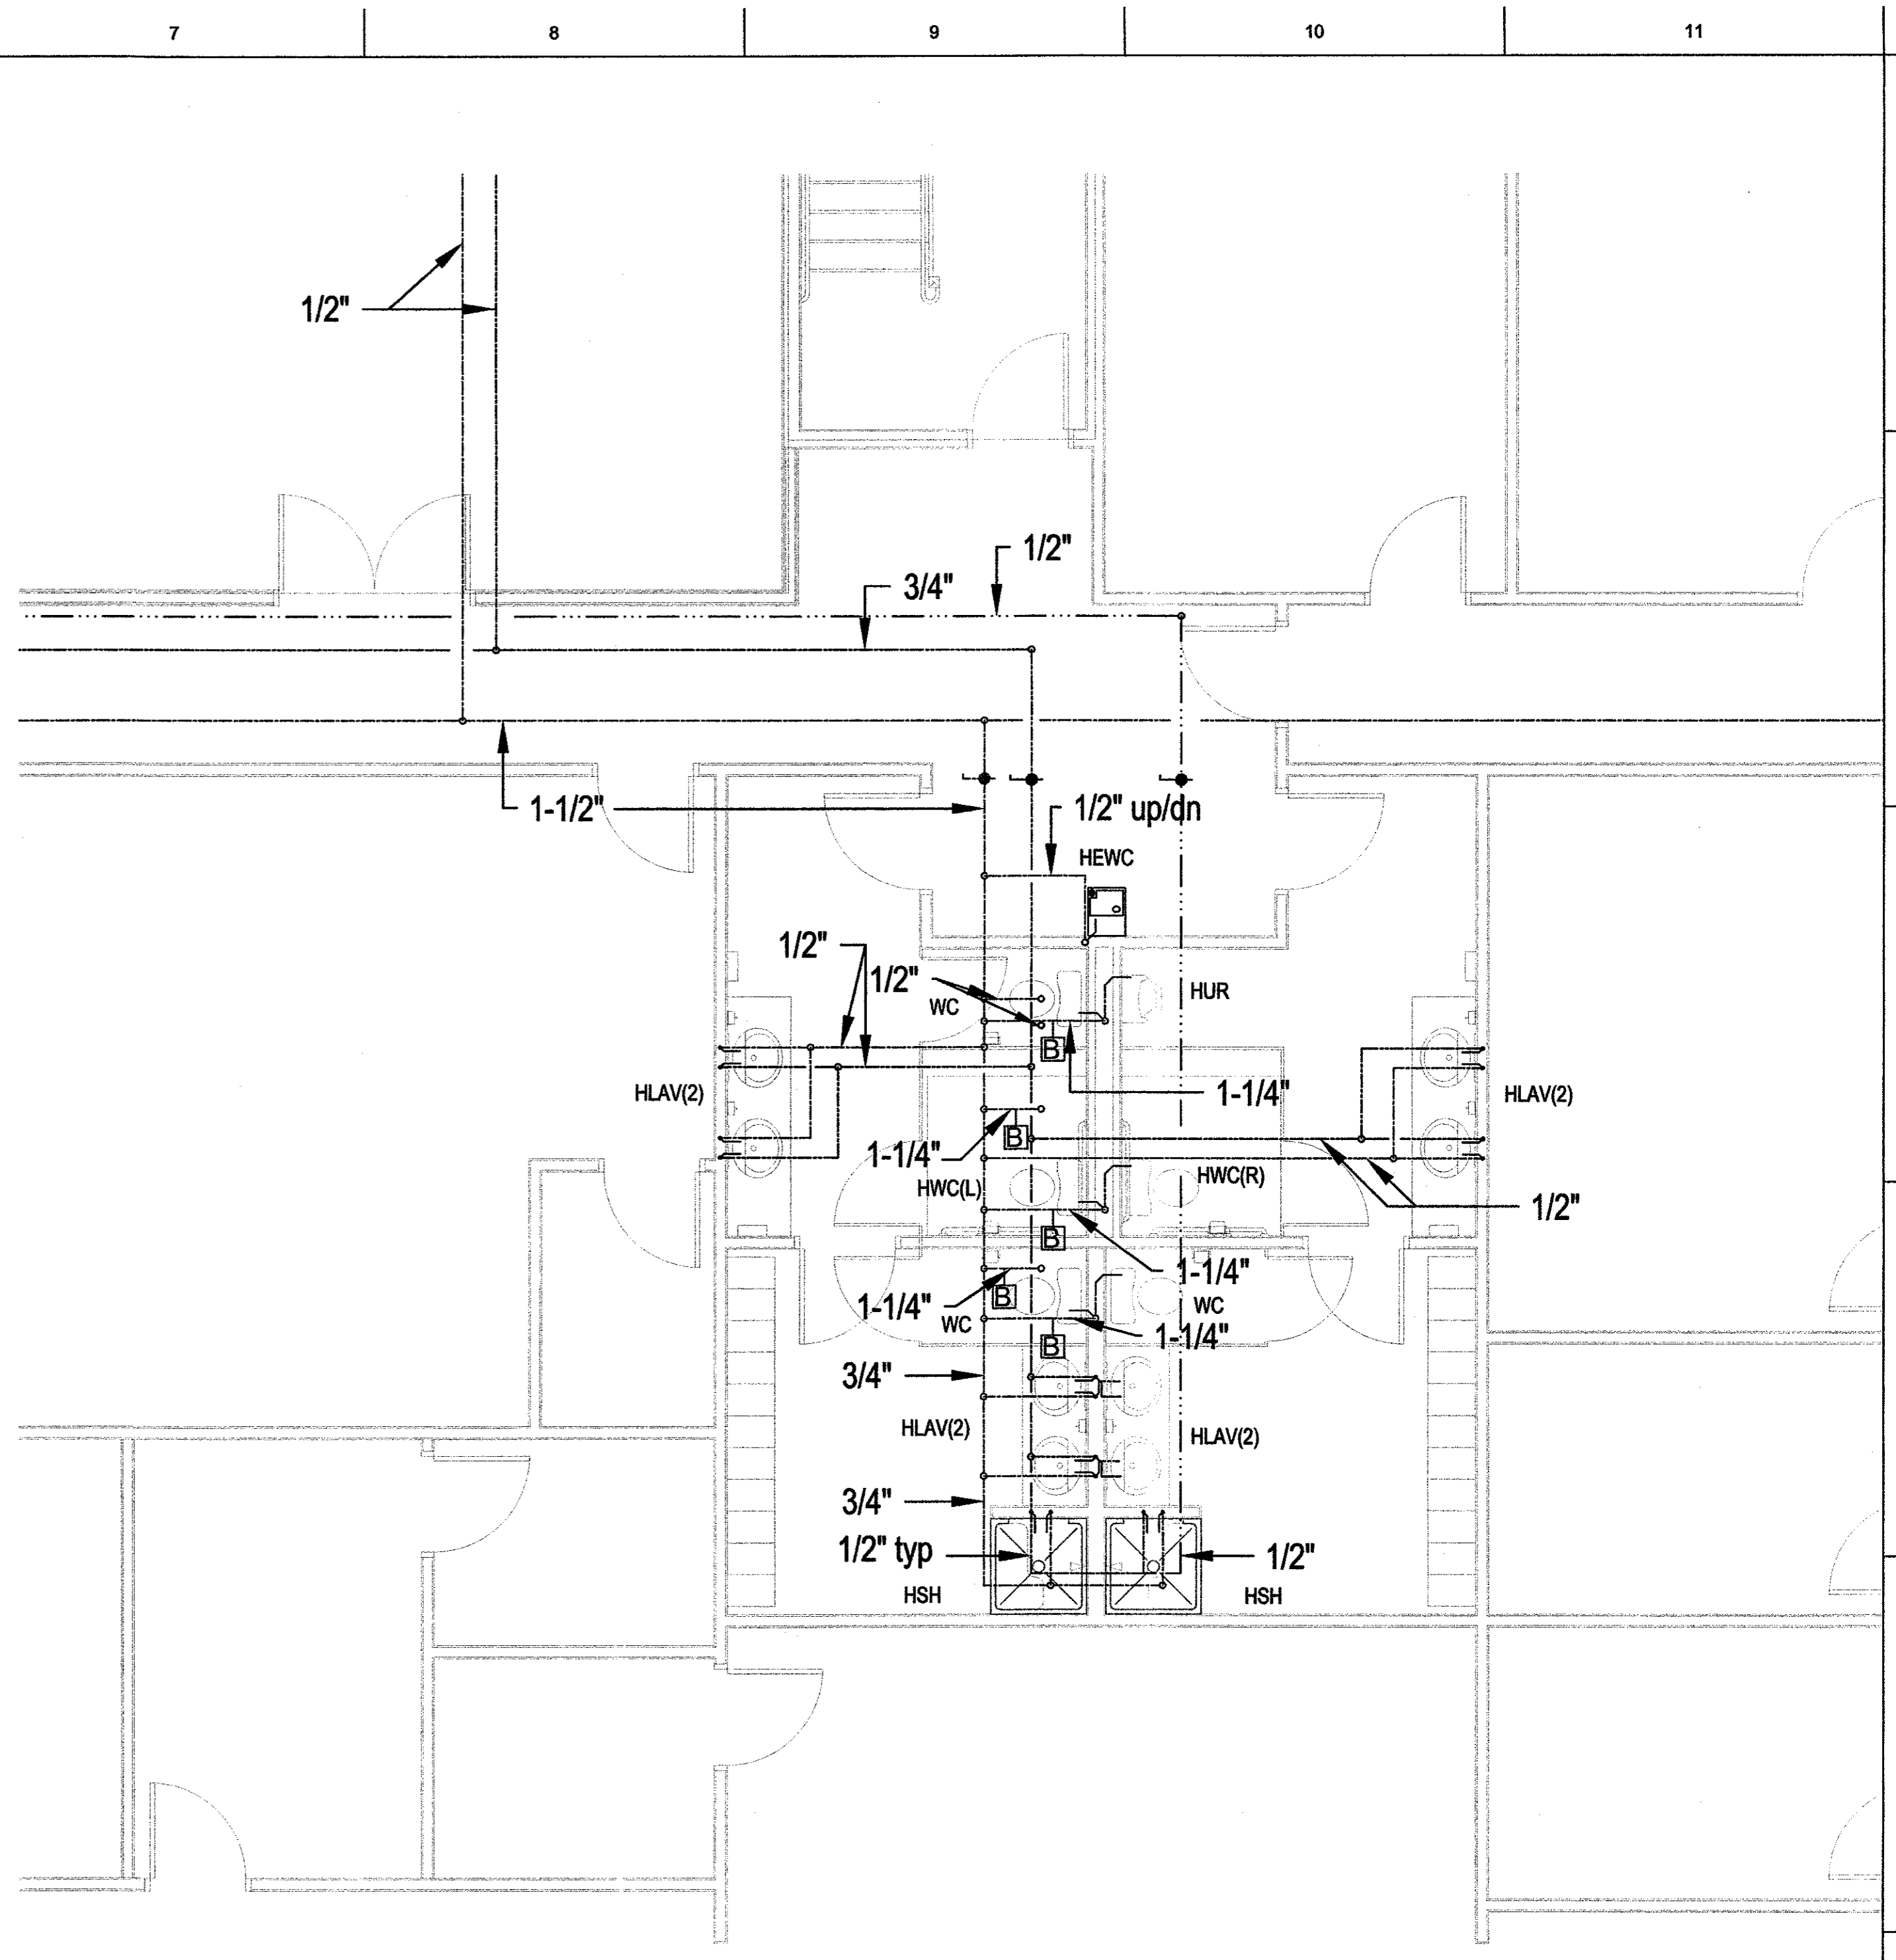 7 8 9 10 11
1/2"
1/2"
3/4"
1-1/2"
1/2" up/dn
HEWC
1/2"
1/2"
WC
HUR
B
HLAV(2)
1-1/4"
HLAV(2)
B
1-1/4"
HWC(L)
HWC(R)
1/2"
B
1-1/4"
B
1-1/4"
WC
WC
1-1/4"
B
3/4"
HLAV(2)
HLAV(2)
3/4"
1/2" typ
1/2"
HSH
HSH